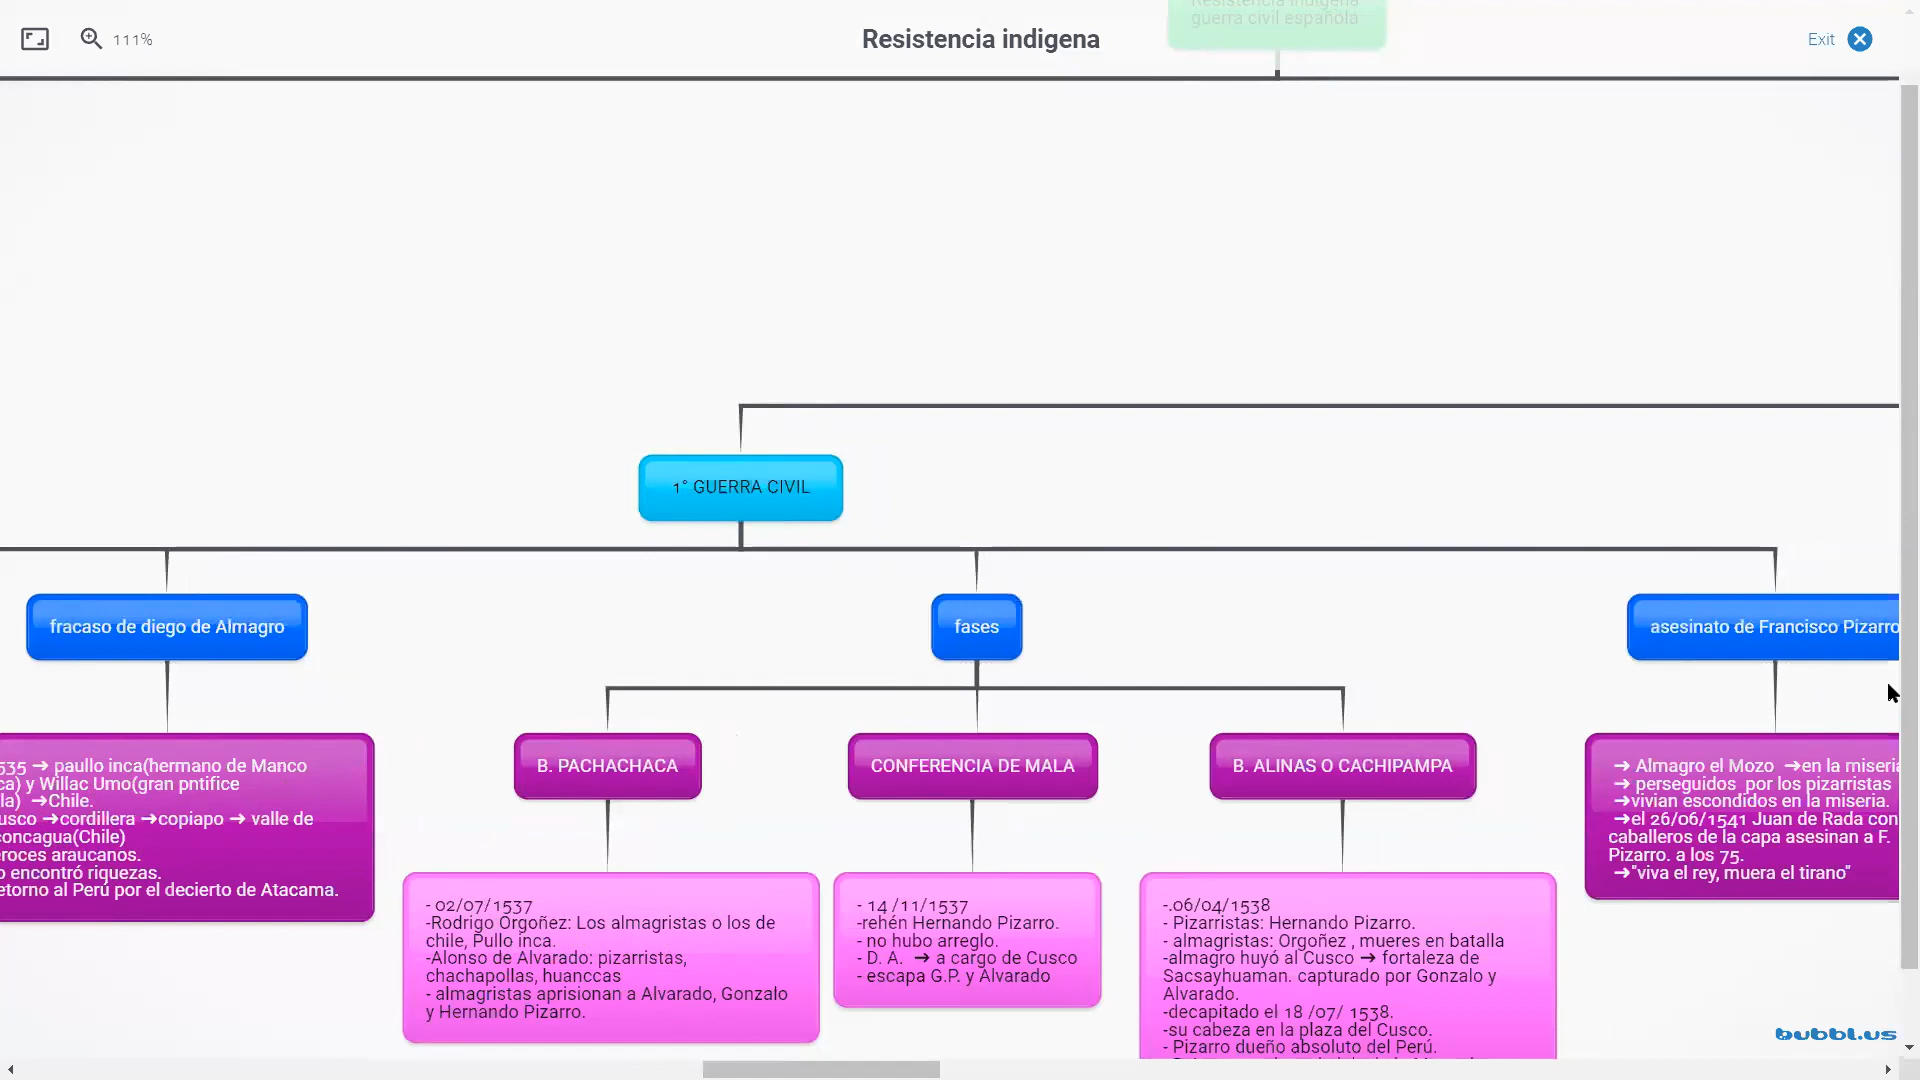 Resistencia indigena
guerra civil española
111%
Resistencia indigena
Exit
1° GUERRA CIVIL
fracaso de diego de Almagro
fases
asesinato de Francisco Pizarro
535 ➔ paullo inca(hermano de Manco
ca) y Willac Umo(gran pntifice
la) ➔Chile.
usco ➔cordillera ➔copiapo ➔ valle de
concagua(Chile)
eroces araucanos.
o encontró riquezas.
etorno al Perú por el decierto de Atacama.
B. PACHACHACA
CONFERENCIA DE MALA
B. ALINAS O CACHIPAMPA
➔ Almagro el Mozo ➔en la miseria
➔ perseguidos por los pizarristas
➔vivian escondidos en la miseria.
➔el 26/06/1541 Juan de Rada con
caballeros de la capa asesinan a F.
Pizarro. a los 75.
➔"viva el rey, muera el tirano"
- 02/07/1537
-Rodrigo Orgoñez: Los almagristas o los de
chile, Pullo inca.
-Alonso de Alvarado: pizarristas,
chachapollas, huanccas
- almagristas aprisionan a Alvarado, Gonzalo
y Hernando Pizarro.
- 14 /11/1537
-rehén Hernando Pizarro.
- no hubo arreglo.
- D. A. ➔ a cargo de Cusco
- escapa G.P. y Alvarado
-.06/04/1538
- Pizarristas: Hernando Pizarro.
- almagristas: Orgoñez , mueres en batalla
-almagro huyó al Cusco ➔ fortaleza de
Sacsayhuaman. capturado por Gonzalo y
Alvarado.
-decapitado el 18 /07/ 1538.
-su cabeza en la plaza del Cusco.
- Pizarro dueño absoluto del Perú.
bubbl.us